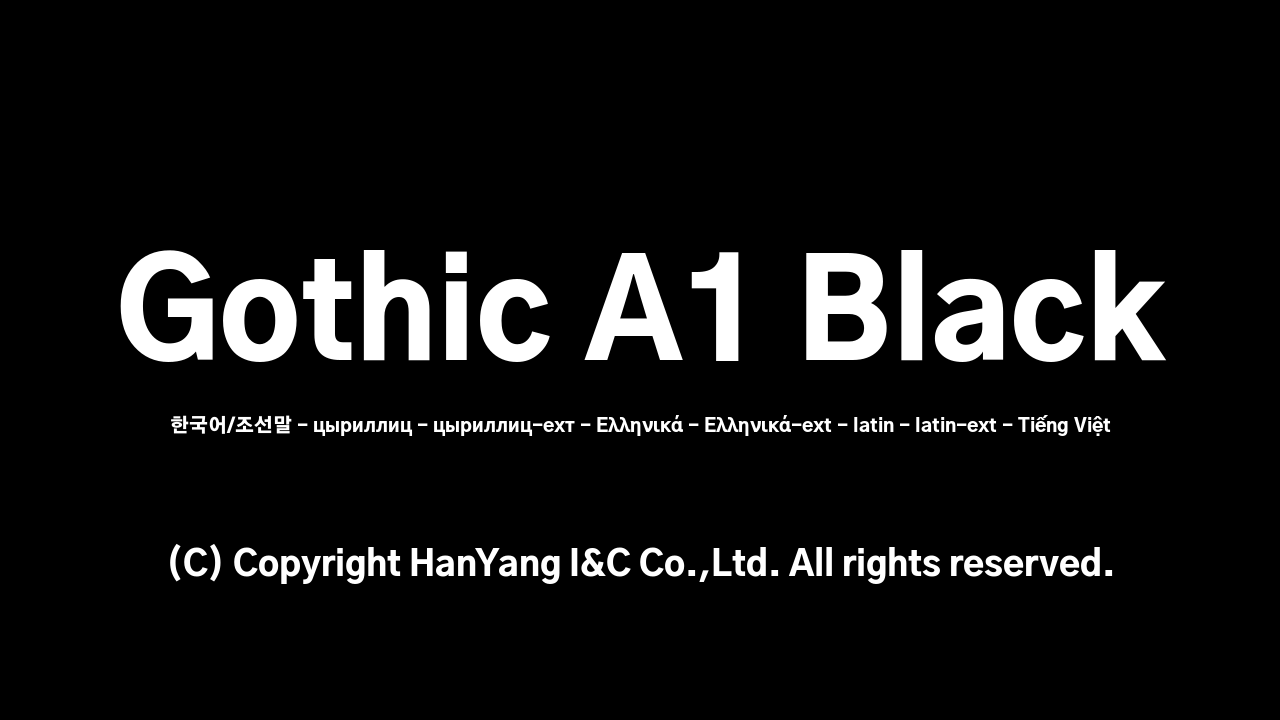 Gothic A1 Black
한국어/조선말 - цыриллиц - цыриллиц-ехт - Ελληνικά - Ελληνικά-ext - latin - latin-ext - Tiếng Việt
(C) Copyright HanYang I&C Co.,Ltd. All rights reserved.